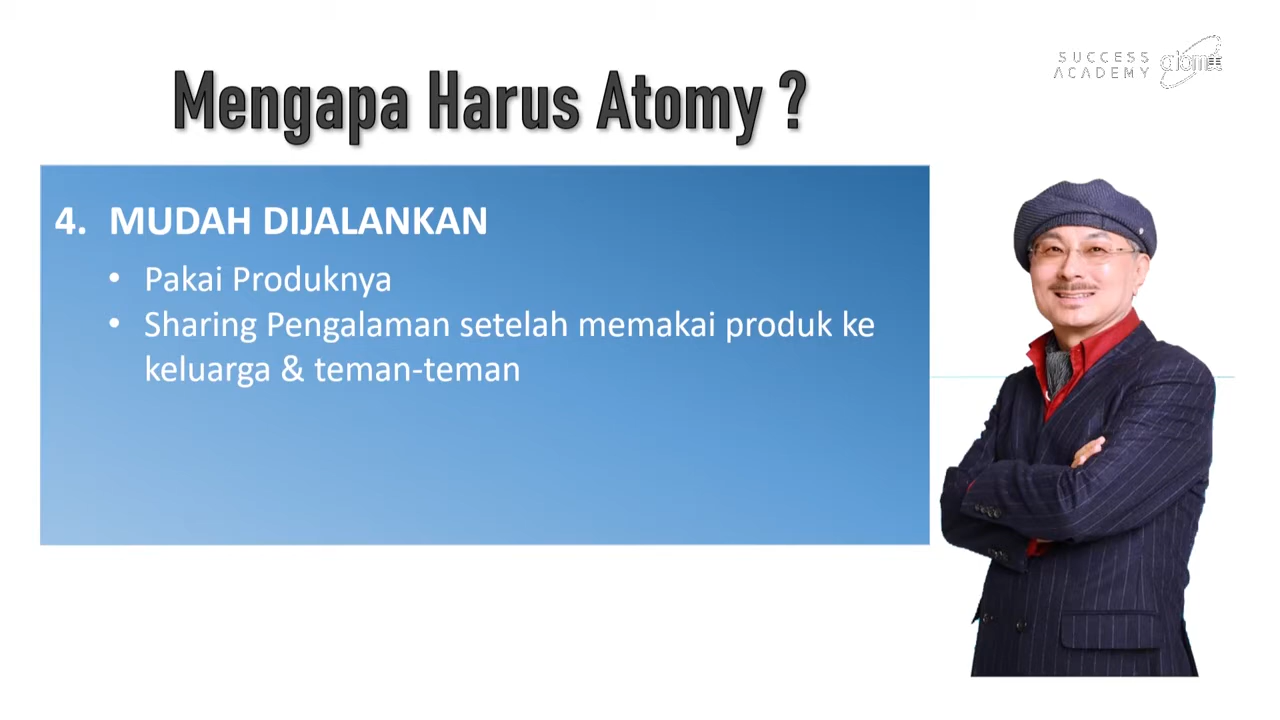 Mengapa Harus Atomy ?
SUCCESS
ACADEMY
4. MUDAH DIJALANKAN
• Pakai Produknya
• Sharing Pengalaman setelah memakai produk ke
keluarga & teman-teman